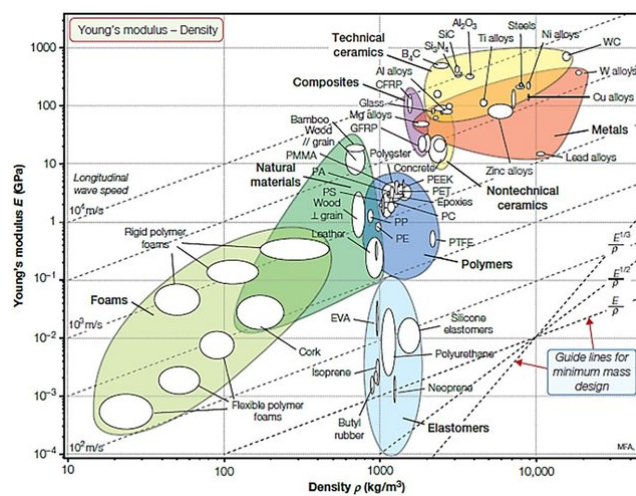 Young's modulus – Density
Technical
ceramics
Composites
CFRP
B₄C
Si₃N₄
SiC
Al₂O₃
Ti alloys
Steels
Ni alloys
WC
W alloys
Cu alloys
Metals
Lead alloys
Zinc alloys
Al alloys
Glass
Mg alloys
GFRP
Bamboo
Wood
// grain
PMMA
Polyester
PA
Natural
materials
PS
Wood
⊥ grain
Leather
Concrete
PEEK
PET
Epoxies
PC
PP
PE
PTFE
Nontechnical
ceramics
Polymers
Longitudinal
wave speed
10⁴ m/s
10³ m/s
10² m/s
Rigid polymer
foams
Foams
Cork
Flexible polymer
foams
EVA
Silicone
elastomers
Polyurethane
Isoprene
Neoprene
Butyl
rubber
Elastomers
E¹ᐟ³
ρ
E¹ᐟ²
ρ
E
ρ
Guide lines for
minimum mass
design
MFA,
Young's modulus E (GPa)
1000
100
10
1
10⁻¹
10⁻²
10⁻³
10⁻⁴
10
100
1000
10,000
Density ρ (kg/m³)